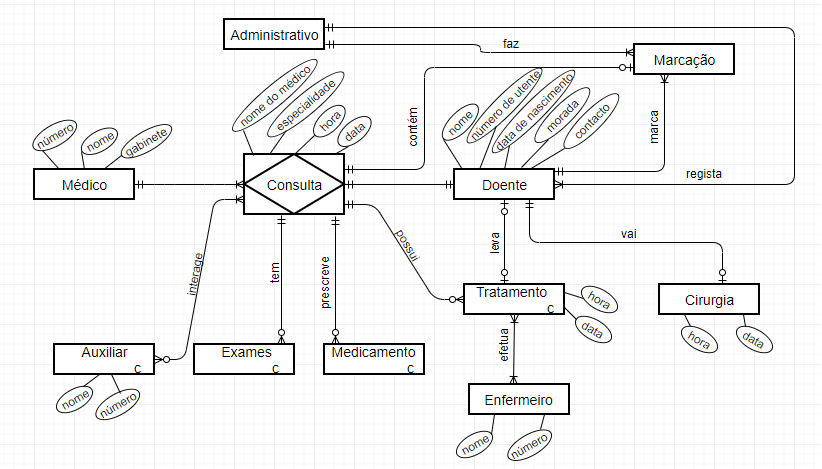 Administrativo
faz
Marcação
nome do médico
especialidade
hora
data
contém
nome
número de utente
data de nascimento
morada
contacto
marca
regista
número
nome
gabinete
Médico
Consulta
Doente
interage
tem
prescreve
possui
leva
vai
Tratamento
C
hora
data
Cirurgia
hora
data
efetua
Auxiliar
C
Exames
C
Medicamento
C
nome
número
Enfermeiro
nome
número